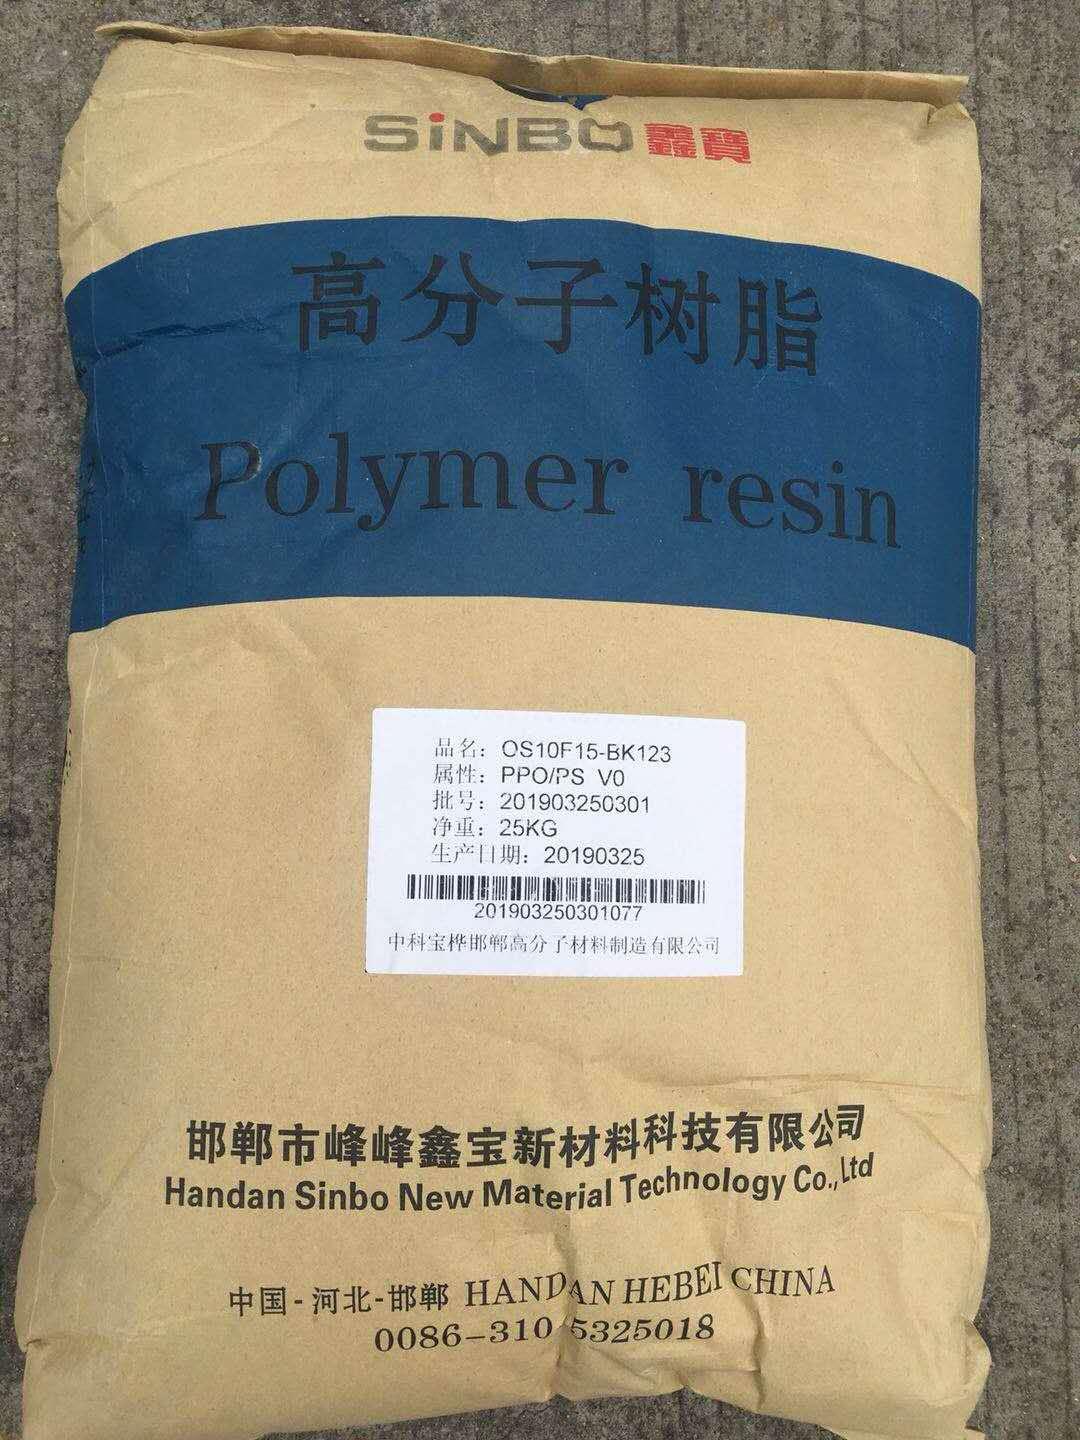 SiNBO 鑫寳
高分子树脂
Polymer resin
品名：OS10F15-BK123
属性：PPO/PS V0
批号：201903250301
净重：25KG
生产日期：20190325
201903250301077
中科宝桦邯郸高分子材料制造有限公司
邯郸市峰峰鑫宝新材料科技有限公司
Handan Sinbo New Material Technology Co.,Ltd
中国-河北-邯郸 HANDAN HEBEI CHINA
0086-310-5325018